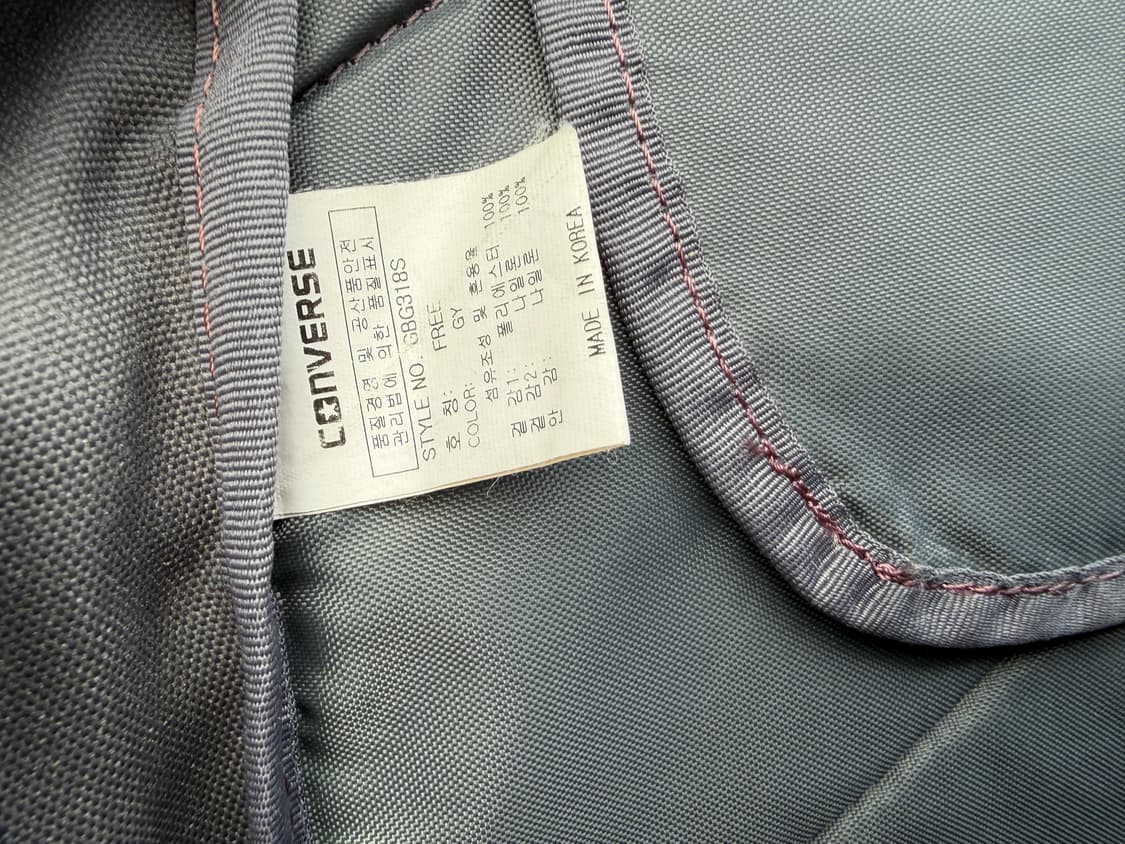 CONVERSE
품질경영 및 공산품안전
관리법에 의한 품질표시
STYLE NO.: GBG318S
호 칭: FREE
COLOR: GY
섬유조성 및 혼용율
겉 감1: 폴리에스터 100%
겉 감2: 나일론 100%
안 감: 나일론 100%
MADE IN KOREA